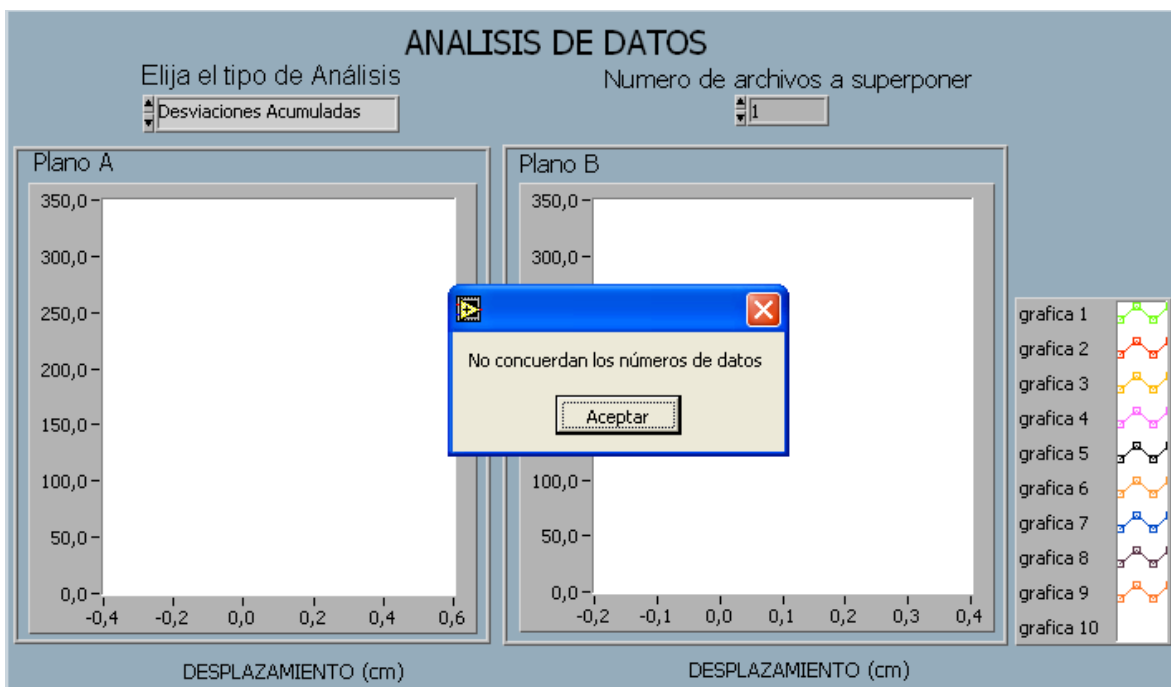 ANALISIS DE DATOS
Elija el tipo de Análisis
Numero de archivos a superponer
Desviaciones Acumuladas
1
Plano A
350,0
300,0
250,0
200,0
150,0
100,0
50,0
0,0
-0,4 -0,2 0,0 0,2 0,4 0,6
DESPLAZAMIENTO (cm)
Plano B
350,0
300,0
100,0
50,0
0,0
-0,2 -0,1 0,0 0,1 0,2 0,3 0,4
DESPLAZAMIENTO (cm)
No concuerdan los números de datos
Aceptar
grafica 1
grafica 2
grafica 3
grafica 4
grafica 5
grafica 6
grafica 7
grafica 8
grafica 9
grafica 10